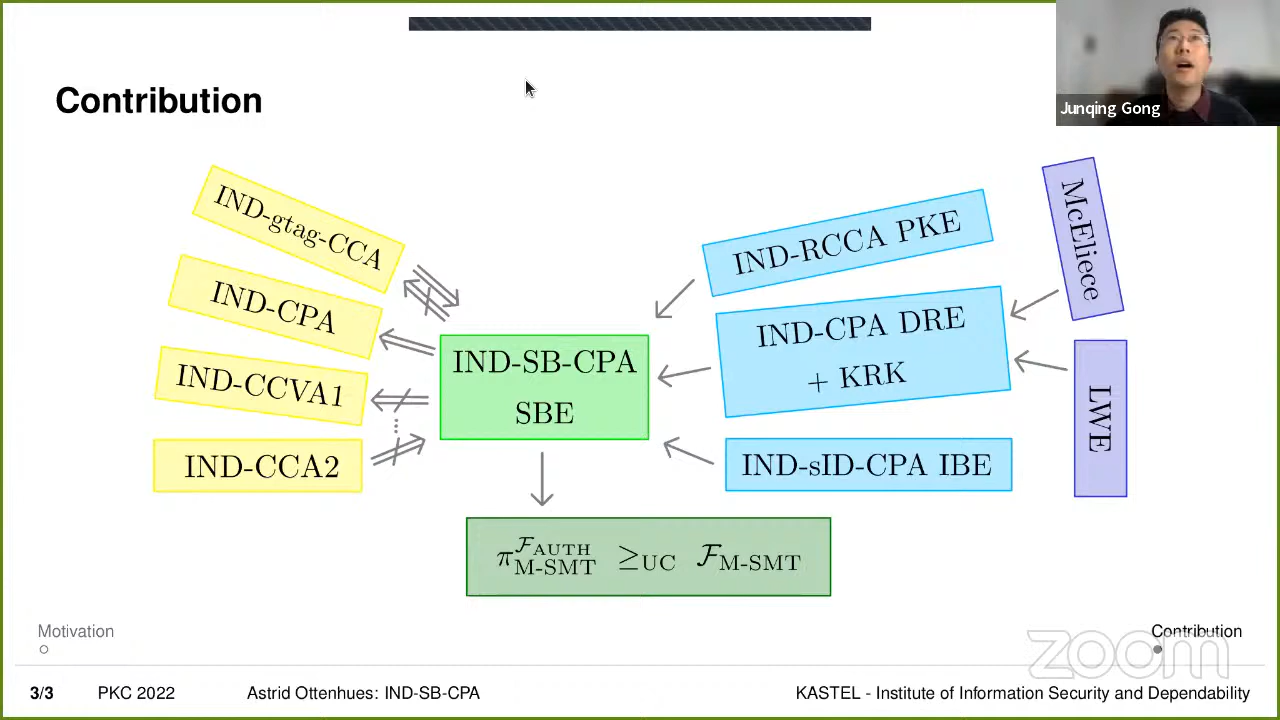 Contribution
Junqing Gong
IND-gtag-CCA
IND-CPA
IND-CCVA1
IND-CCA2
IND-SB-CPA
SBE
IND-RCCA PKE
IND-CPA DRE
+ KRK
IND-sID-CPA IBE
McEliece
LWE
π^{ℱ_AUTH}_{M-SMT} ≥_UC ℱ_M-SMT
Motivation
Contribution
zoom
3/3 PKC 2022 Astrid Ottenhues: IND-SB-CPA KASTEL - Institute of Information Security and Dependability